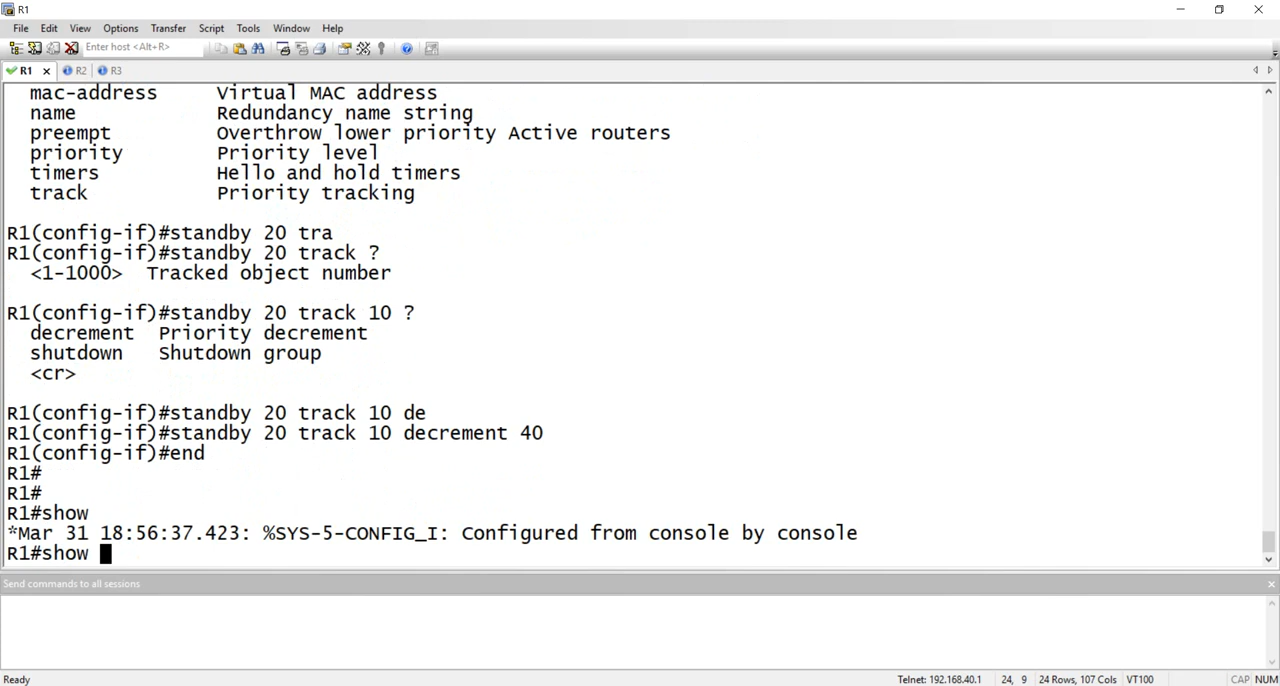 R1
File Edit View Options Transfer Script Tools Window Help
Enter host <Alt+R>
R1 R2 R3
mac-address Virtual MAC address
name Redundancy name string
preempt Overthrow lower priority Active routers
priority Priority level
timers Hello and hold timers
track Priority tracking
R1(config-if)#standby 20 tra
R1(config-if)#standby 20 track ?
<1-1000> Tracked object number
R1(config-if)#standby 20 track 10 ?
decrement Priority decrement
shutdown Shutdown group
<cr>
R1(config-if)#standby 20 track 10 de
R1(config-if)#standby 20 track 10 decrement 40
R1(config-if)#end
R1#
R1#
R1#show
*Mar 31 18:56:37.423: %SYS-5-CONFIG_I: Configured from console by console
R1#show
Send commands to all sessions
Ready Telnet: 192.168.40.1 24, 9 24 Rows, 107 Cols VT100 CAP NUM